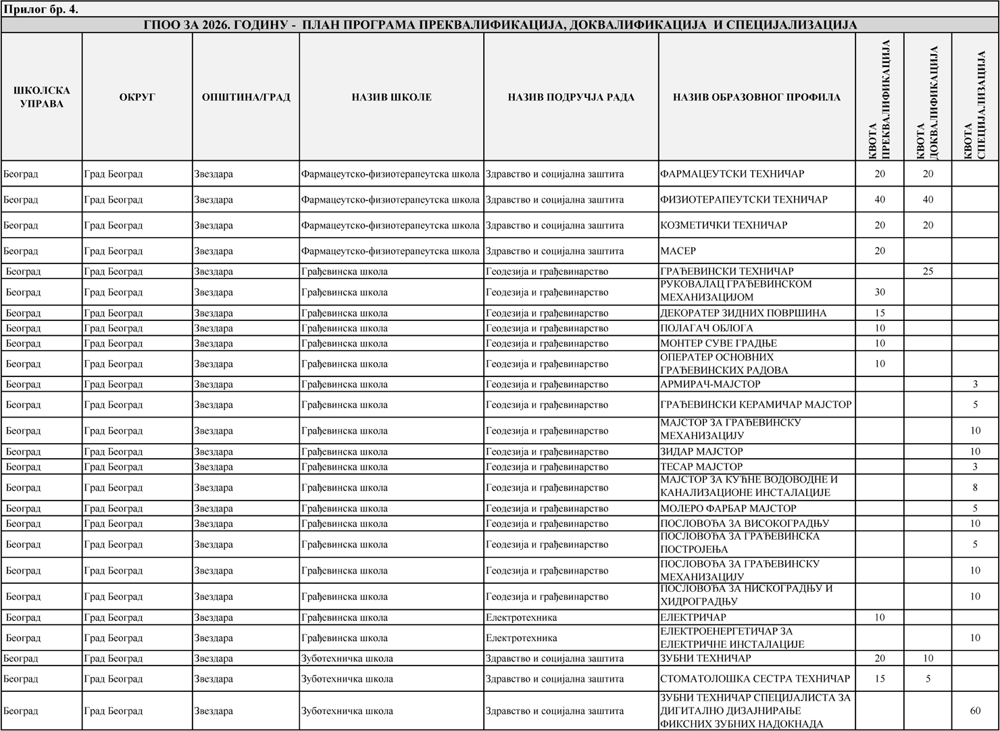 Прилог бр. 4.
ГПОО ЗА 2026. ГОДИНУ - ПЛАН ПРОГРАМА ПРЕКВАЛИФИКАЦИЈА, ДОКВАЛИФИКАЦИЈА И СПЕЦИЈАЛИЗАЦИЈА
ШКОЛСКА УПРАВА ОКРУГ ОПШТИНА/ГРАД НАЗИВ ШКОЛЕ НАЗИВ ПОДРУЧЈА РАДА НАЗИВ ОБРАЗОВНОГ ПРОФИЛА КВОТА ПРЕКВАЛИФИКАЦИЈА КВОТА ДОКВАЛИФИКАЦИЈА КВОТА СПЕЦИЈАЛИЗАЦИЈА
Београд Град Београд Звездара Фармацеутско-физиотерапеутска школа Здравство и социјална заштита ФАРМАЦЕУТСКИ ТЕХНИЧАР 20 20
Београд Град Београд Звездара Фармацеутско-физиотерапеутска школа Здравство и социјална заштита ФИЗИОТЕРАПЕУТСКИ ТЕХНИЧАР 40 40
Београд Град Београд Звездара Фармацеутско-физиотерапеутска школа Здравство и социјална заштита КОЗМЕТИЧКИ ТЕХНИЧАР 20 20
Београд Град Београд Звездара Фармацеутско-физиотерапеутска школа Здравство и социјална заштита МАСЕР 20
Београд Град Београд Звездара Грађевинска школа Геодезија и грађевинарство ГРАЂЕВИНСКИ ТЕХНИЧАР 25
Београд Град Београд Звездара Грађевинска школа Геодезија и грађевинарство РУКОВАЛАЦ ГРАЂЕВИНСКОМ МЕХАНИЗАЦИЈОМ 30
Београд Град Београд Звездара Грађевинска школа Геодезија и грађевинарство ДЕКОРАТЕР ЗИДНИХ ПОВРШИНА 15
Београд Град Београд Звездара Грађевинска школа Геодезија и грађевинарство ПОЛАГАЧ ОБЛОГА 10
Београд Град Београд Звездара Грађевинска школа Геодезија и грађевинарство МОНТЕР СУВЕ ГРАДЊЕ 10
Београд Град Београд Звездара Грађевинска школа Геодезија и грађевинарство ОПЕРАТЕР ОСНОВНИХ ГРАЂЕВИНСКИХ РАДОВА 10
Београд Град Београд Звездара Грађевинска школа Геодезија и грађевинарство АРМИРАЧ-МАЈСТОР 3
Београд Град Београд Звездара Грађевинска школа Геодезија и грађевинарство ГРАЂЕВИНСКИ КЕРАМИЧАР МАЈСТОР 5
Београд Град Београд Звездара Грађевинска школа Геодезија и грађевинарство МАЈСТОР ЗА ГРАЂЕВИНСКУ МЕХАНИЗАЦИЈУ 10
Београд Град Београд Звездара Грађевинска школа Геодезија и грађевинарство ЗИДАР МАЈСТОР 10
Београд Град Београд Звездара Грађевинска школа Геодезија и грађевинарство ТЕСАР МАЈСТОР 3
Београд Град Београд Звездара Грађевинска школа Геодезија и грађевинарство МАЈСТОР ЗА КУЋНЕ ВОДОВОДНЕ И КАНАЛИЗАЦИОНЕ ИНСТАЛАЦИЈЕ 8
Београд Град Београд Звездара Грађевинска школа Геодезија и грађевинарство МОЛЕРО ФАРБАР МАЈСТОР 5
Београд Град Београд Звездара Грађевинска школа Геодезија и грађевинарство ПОСЛОВОЂА ЗА ВИСОКОГРАДЊУ 10
Београд Град Београд Звездара Грађевинска школа Геодезија и грађевинарство ПОСЛОВОЂА ЗА ГРАЂЕВИНСКА ПОСТРОЈЕЊА 5
Београд Град Београд Звездара Грађевинска школа Геодезија и грађевинарство ПОСЛОВОЂА ЗА ГРАЂЕВИНСКУ МЕХАНИЗАЦИЈУ 10
Београд Град Београд Звездара Грађевинска школа Геодезија и грађевинарство ПОСЛОВОЂА ЗА НИСКОГРАДЊУ И ХИДРОГРАДЊУ 10
Београд Град Београд Звездара Грађевинска школа Електротехника ЕЛЕКТРИЧАР 10
Београд Град Београд Звездара Грађевинска школа Електротехника ЕЛЕКТРОЕНЕРГЕТИЧАР ЗА ЕЛЕКТРИЧНЕ ИНСТАЛАЦИЈЕ 10
Београд Град Београд Звездара Зуботехничка школа Здравство и социјална заштита ЗУБНИ ТЕХНИЧАР 20 10
Београд Град Београд Звездара Зуботехничка школа Здравство и социјална заштита СТОМАТОЛОШКА СЕСТРА ТЕХНИЧАР 15 5
Београд Град Београд Звездара Зуботехничка школа Здравство и социјална заштита ЗУБНИ ТЕХНИЧАР СПЕЦИЈАЛИСТА ЗА ДИГИТАЛНО ДИЗАЈНИРАЊЕ ФИКСНИХ ЗУБНИХ НАДОКНАДА 60